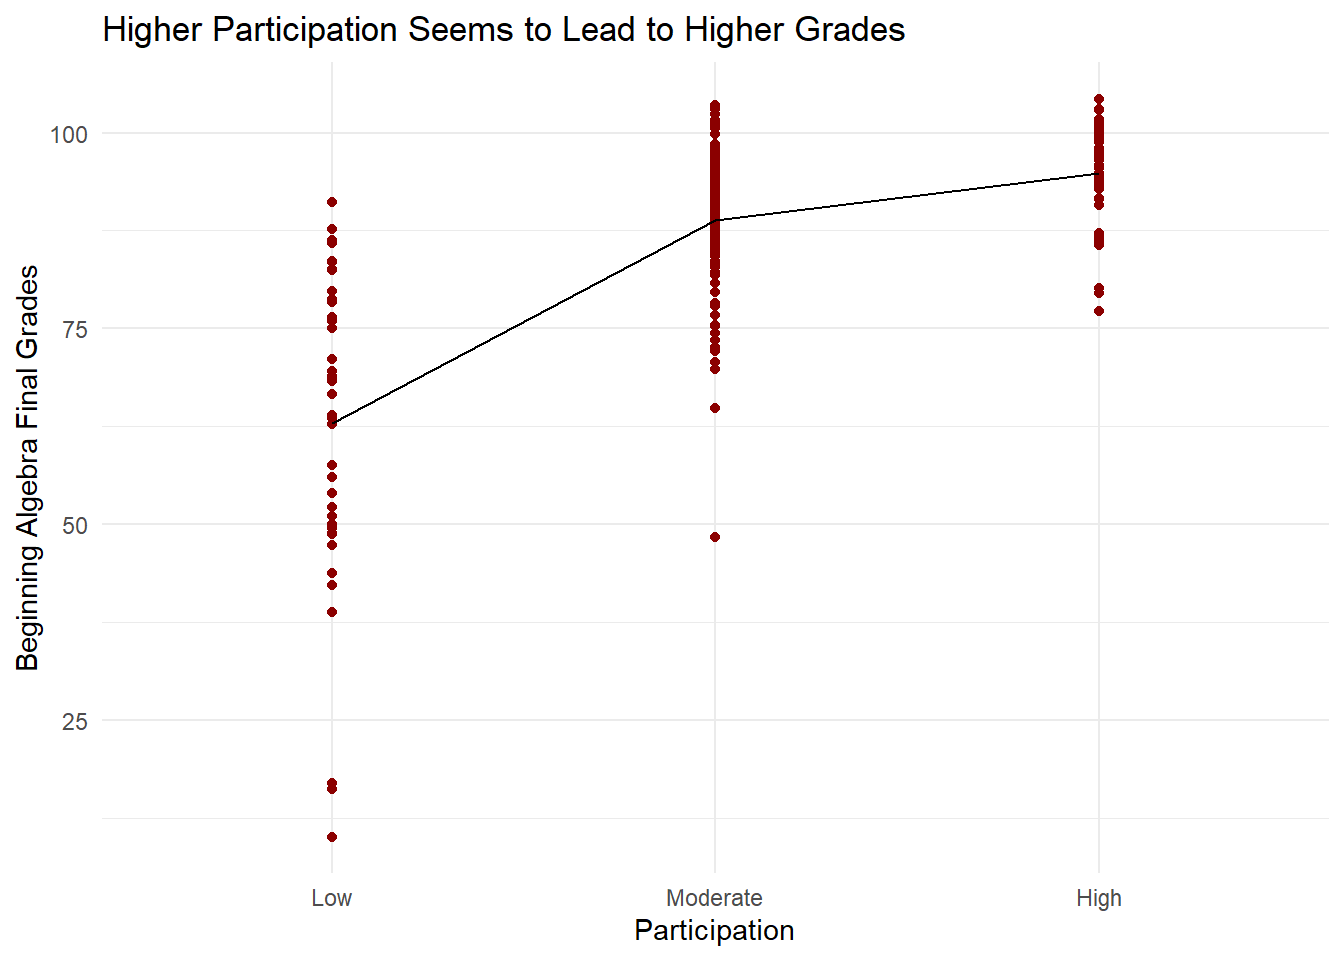 Higher Participation Seems to Lead to Higher Grades
Beginning Algebra Final Grades
100
75
50
25
Low
Moderate
High
Participation